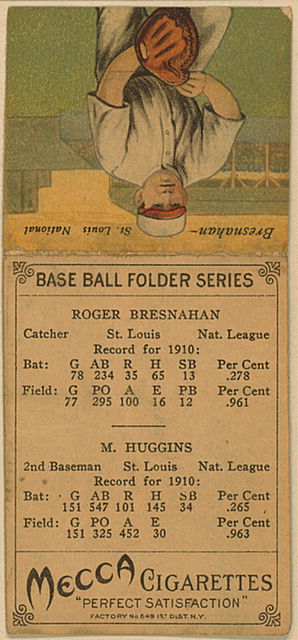 Bresnahan– St. Louis National
BASE BALL FOLDER SERIES
ROGER BRESNAHAN
Catcher St. Louis Nat. League
Record for 1910:
Bat: G AB R H SB Per Cent
78 234 35 65 13 .278
Field: G PO A E PB Per Cent
77 295 100 16 12 .961
M. HUGGINS
2nd Baseman St. Louis Nat. League
Record for 1910:
Bat: G AB R H SB Per Cent
151 547 101 145 34 .265
Field: G PO A E Per Cent
151 325 452 30 .963
MECCA CIGARETTES
"PERFECT SATISFACTION"
FACTORY No 649 1ST DIST. N.Y.